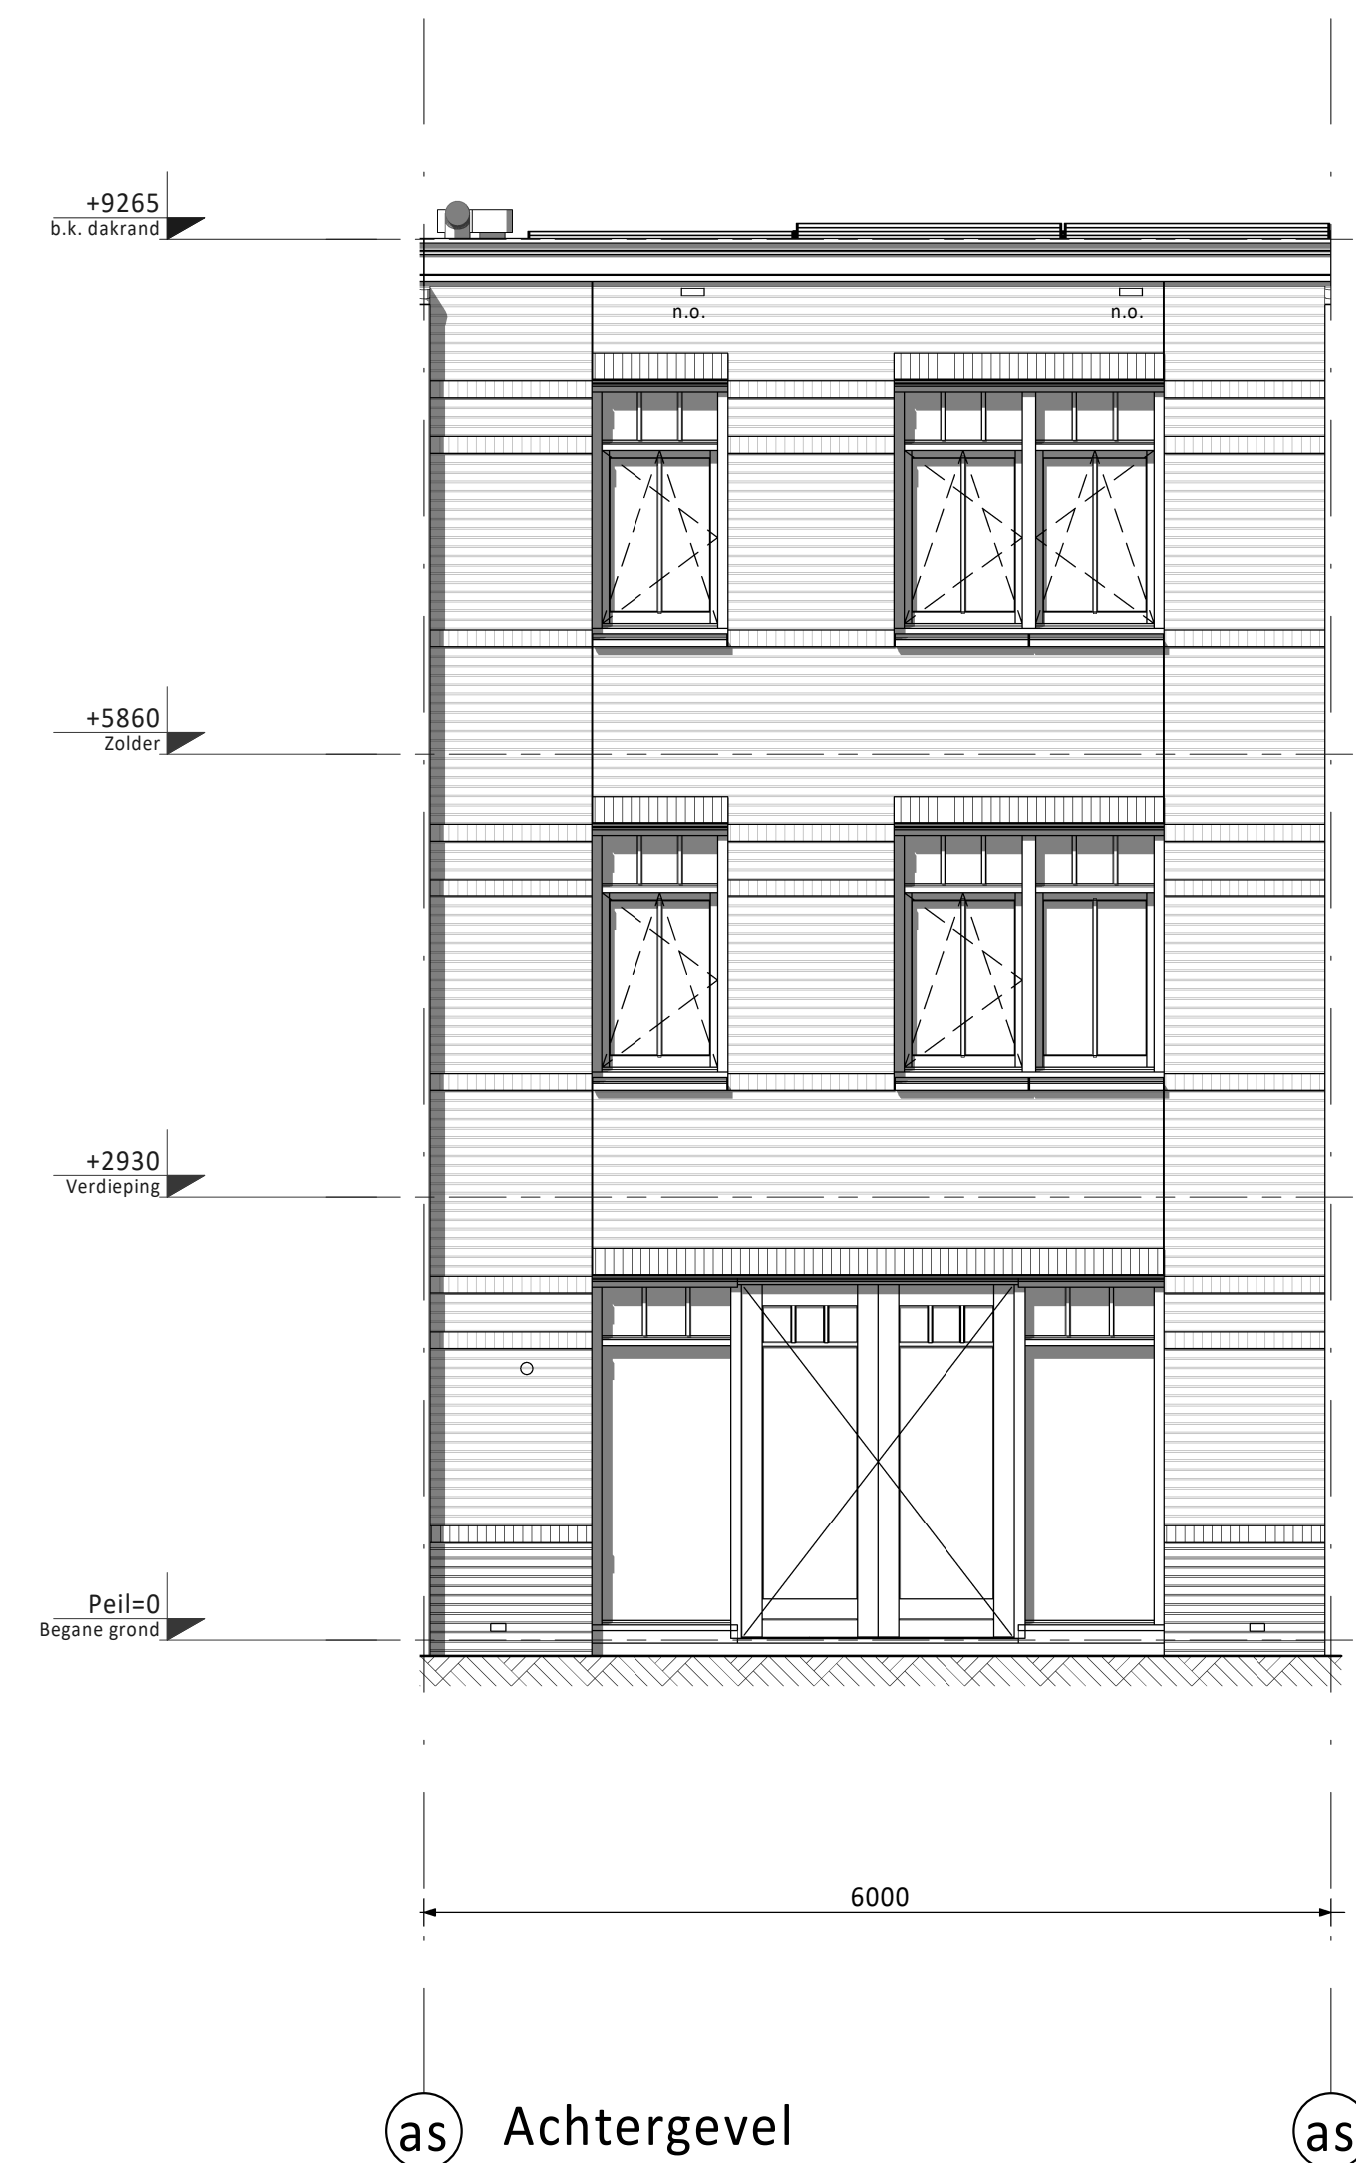 +9265
b.k. dakrand
n.o.
n.o.
+5860
Zolder
+2930
Verdieping
Peil=0
Begane grond
6000
as
Achtergevel
as